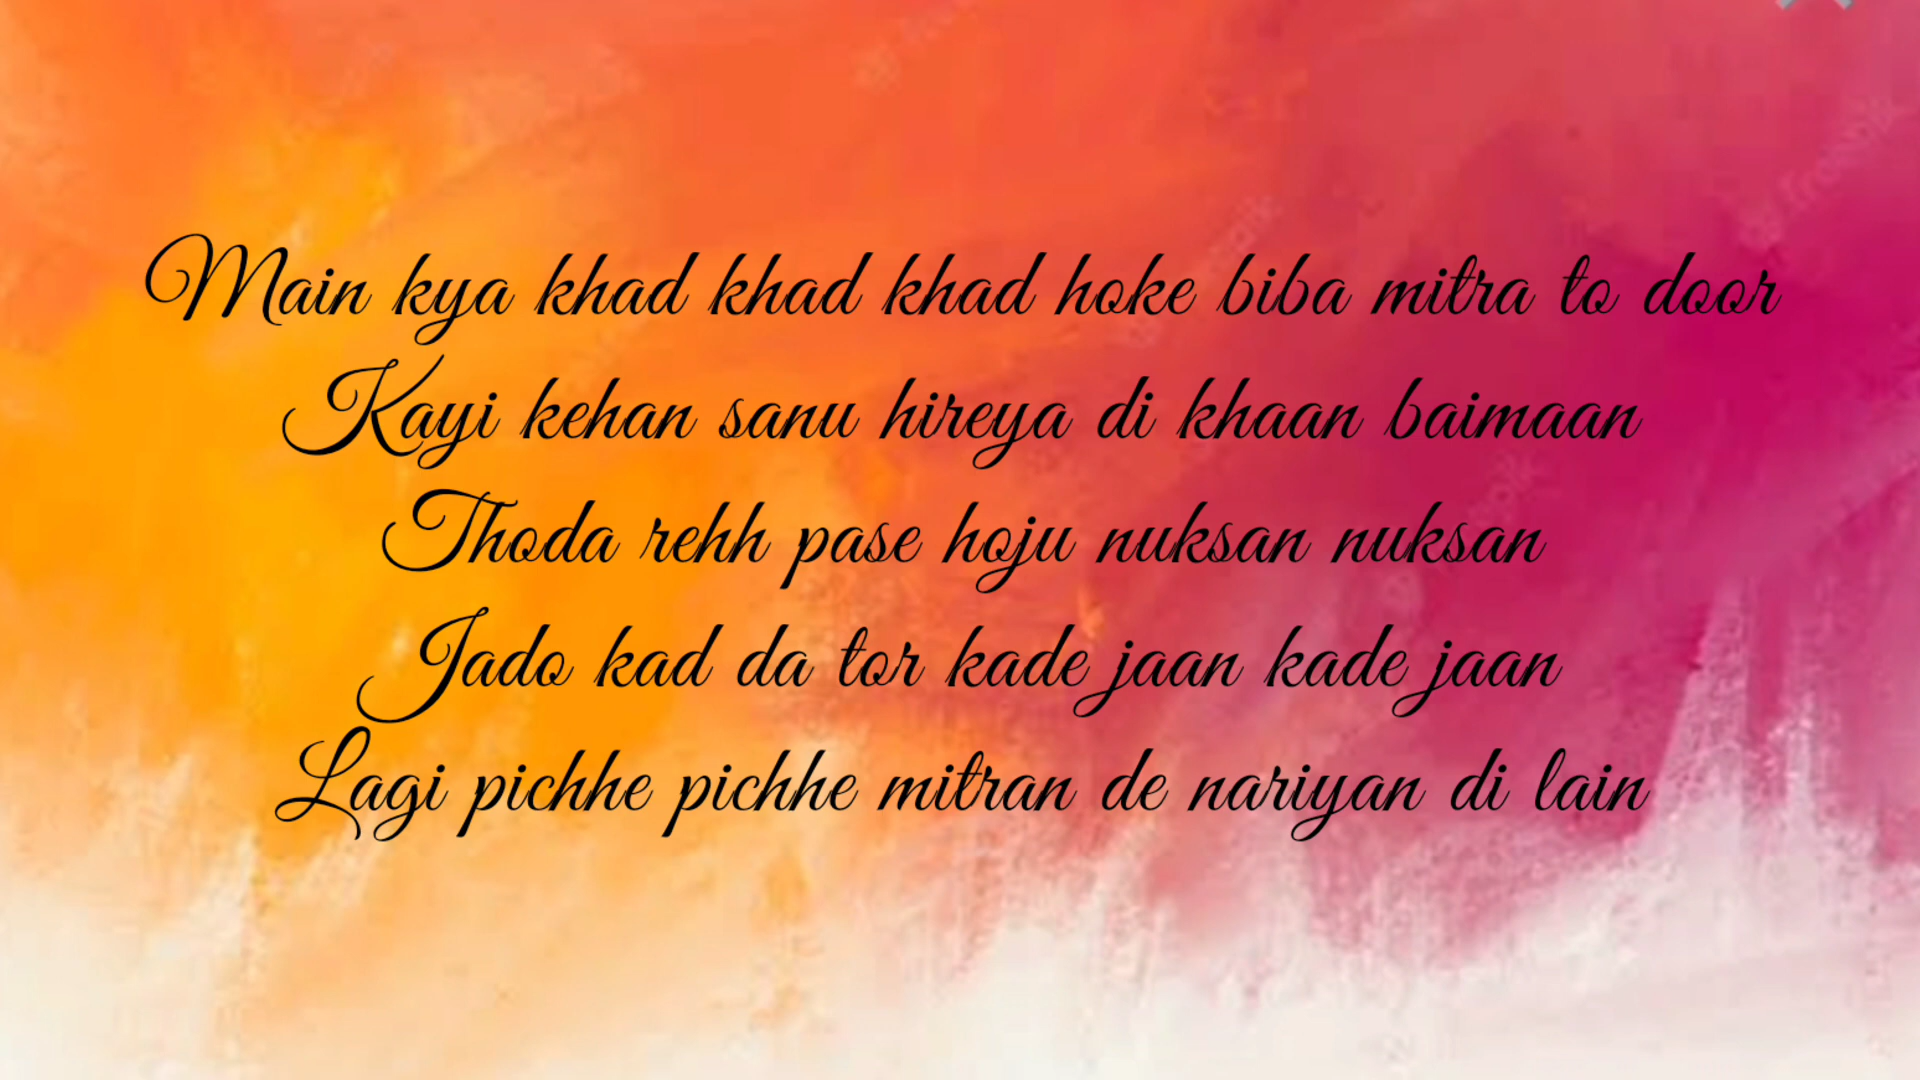 Main kya khad khad khad hoke biba mitra to door
Kayi kehan sanu hireya di khaan baimaan
Thoda rehh pase hoju nuksan nuksan
Jado kad da tor kade jaan kade jaan
Lagi pichhe pichhe mitran de nariyan di lain